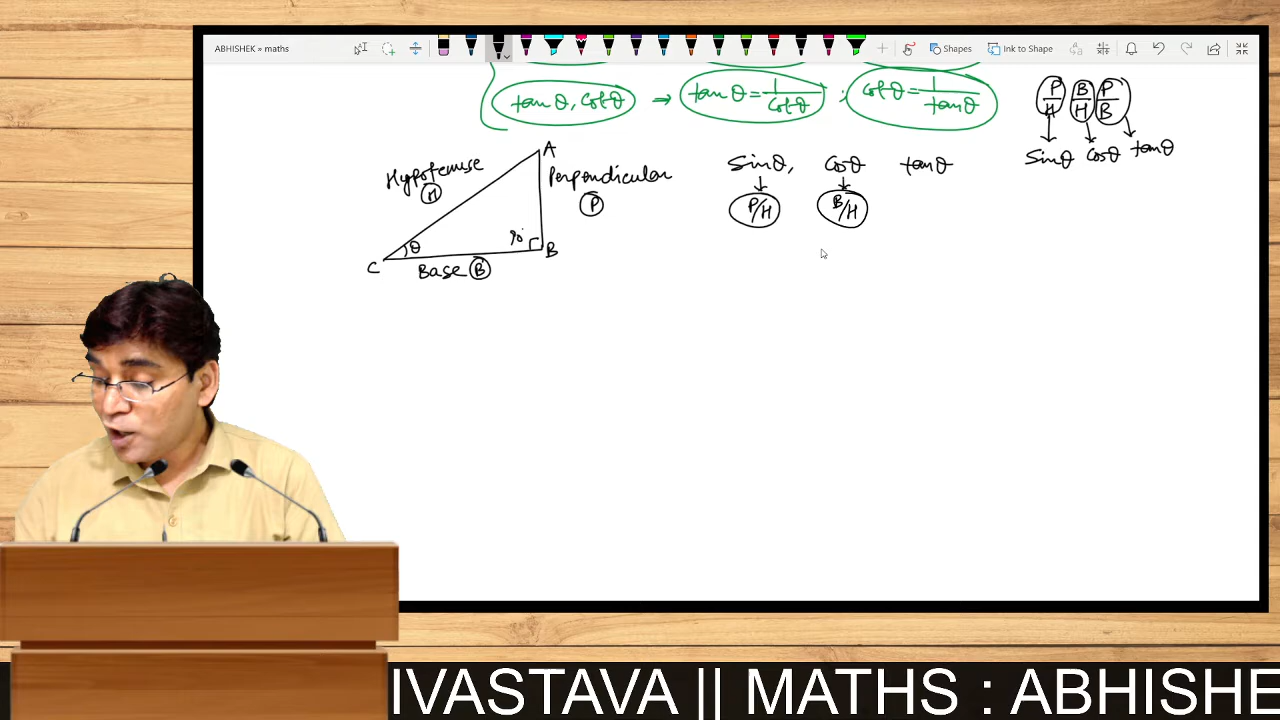 ABHISHEK » maths
Shapes
Ink to Shape
tan θ, cot θ ⇒ tan θ = 1/cot θ ; cot θ = 1/tan θ
P/H B/H P/B
sin θ cos θ tan θ
A
Hypotenuse
H
Perpendicular
P
sin θ, cos θ tan θ
P/H B/H
θ 90°
C B
Base B
IVASTAVA || MATHS : ABHISHE